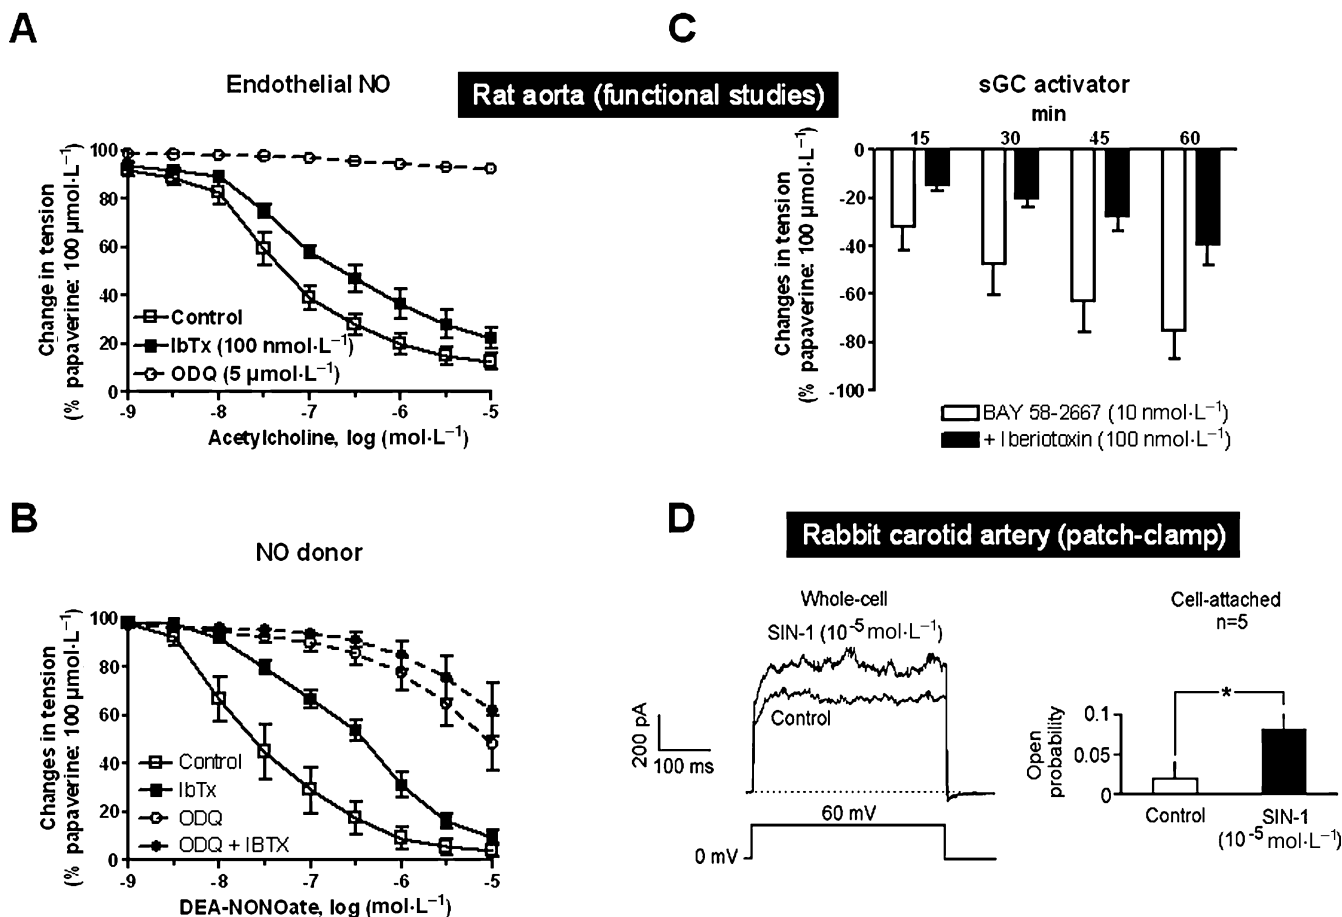 A
Endothelial NO
Rat aorta (functional studies)
Change in tension
(% papaverine: 100 µmol·L⁻¹)
100
80
60
40
20
0
Control
IbTx (100 nmol·L⁻¹)
ODQ (5 µmol·L⁻¹)
-9
-8
-7
-6
-5
Acetylcholine, log (mol·L⁻¹)
C
sGC activator
min
15
30
45
60
Changes in tension
(% papaverine: 100 µmol·L⁻¹)
0
-20
-40
-60
-80
-100
BAY 58-2667 (10 nmol·L⁻¹)
+ Iberiotoxin (100 nmol·L⁻¹)
B
NO donor
Changes in tension
(% papaverine: 100 µmol·L⁻¹)
100
80
60
40
20
0
Control
IbTx
ODQ
ODQ + IBTX
-9
-8
-7
-6
-5
DEA-NONOate, log (mol·L⁻¹)
D
Rabbit carotid artery (patch-clamp)
Whole-cell
SIN-1 (10⁻⁵ mol·L⁻¹)
Control
200 pA
100 ms
60 mV
0 mV
Cell-attached
n=5
*
Open
probability
0.1
0.05
0
Control
SIN-1
(10⁻⁵ mol·L⁻¹)